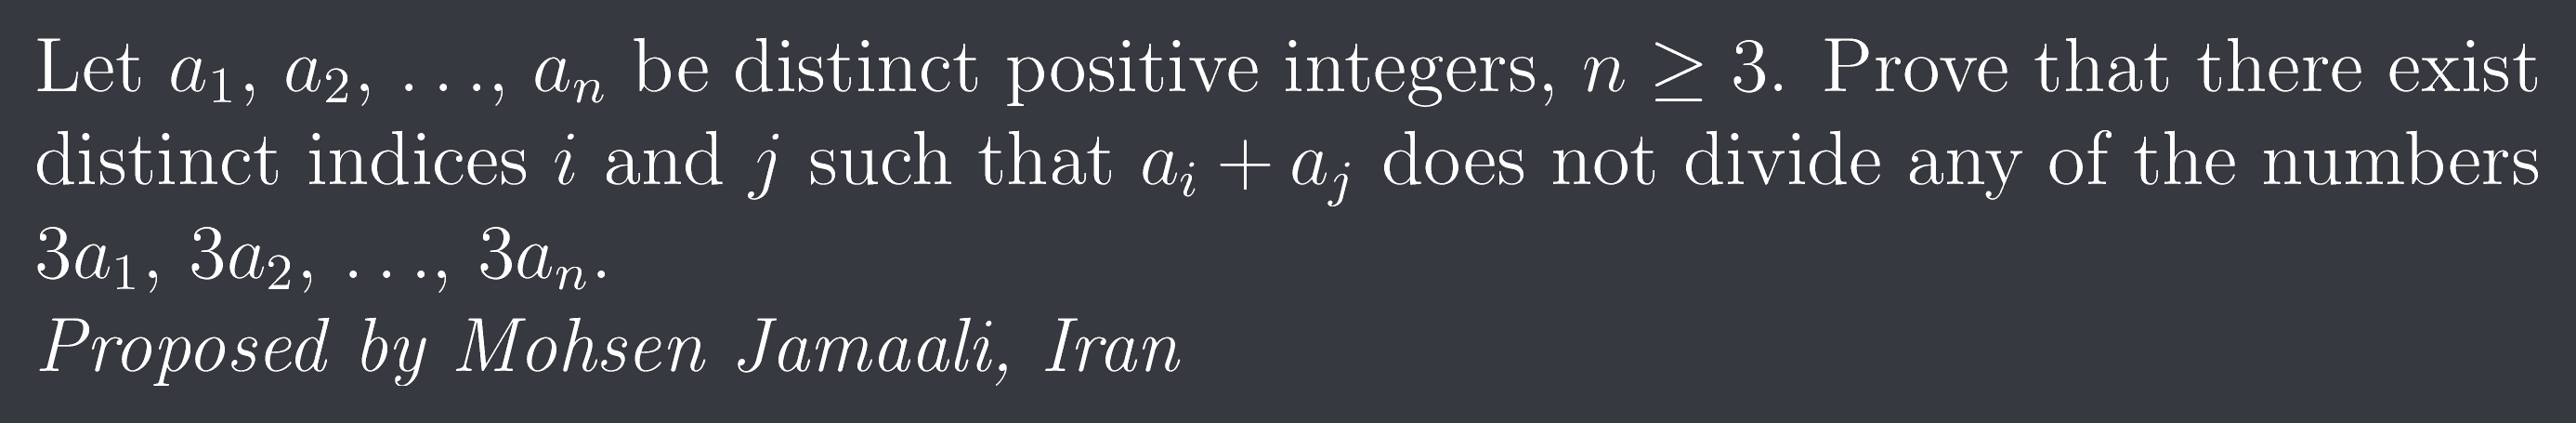 Let a₁, a₂, ..., aₙ be distinct positive integers, n ≥ 3. Prove that there exist
distinct indices i and j such that aᵢ + aⱼ does not divide any of the numbers
3a₁, 3a₂, ..., 3aₙ.
Proposed by Mohsen Jamaali, Iran